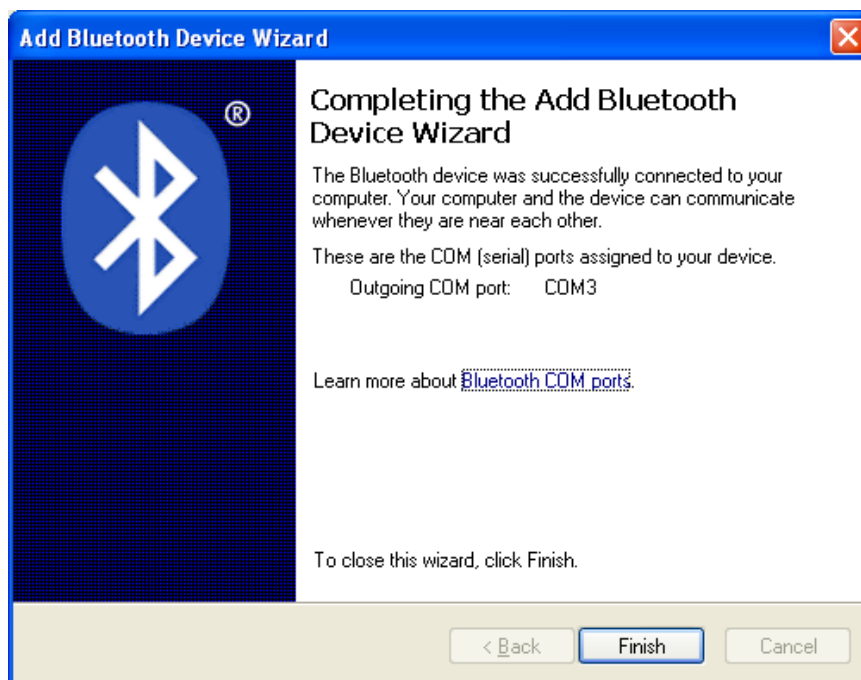 Add Bluetooth Device Wizard
®
Completing the Add Bluetooth
Device Wizard
The Bluetooth device was successfully connected to your
computer. Your computer and the device can communicate
whenever they are near each other.
These are the COM (serial) ports assigned to your device.
Outgoing COM port: COM3
Learn more about Bluetooth COM ports.
To close this wizard, click Finish.
< Back Finish Cancel